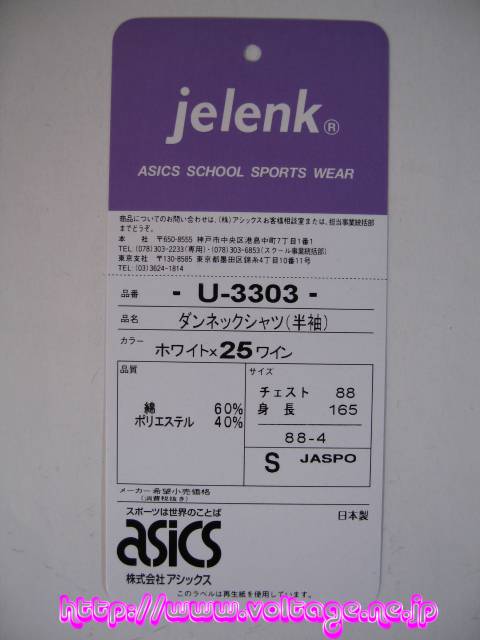 jelenk®
ASICS SCHOOL SPORTS WEAR
商品についてのお問い合わせは、(株)アシックスお客様相談室または、担当事業統括部
までどうぞ。
本　　社　〒650-8555 神戸市中央区港島中町7丁目1番1
TEL:(078)303-2233(専用)・(078)303-6853(スクール事業統括部)
東京支社　〒130-8585 東京都墨田区錦糸4丁目10番11号
TEL:(03)3624-1814
品番 - U-3303 -
品名 ダンネックシャツ(半袖)
カラー ホワイト×25ワイン
品質
綿 60%
ポリエステル 40%
サイズ
チェスト 88
身長 165
88-4
S JASPO
メーカー希望小売価格
(消費税抜き)
スポーツは世界のことば
asics
株式会社アシックス
日本製
このラベルは再生紙を使用しています。
http://www.voltage.ne.jp